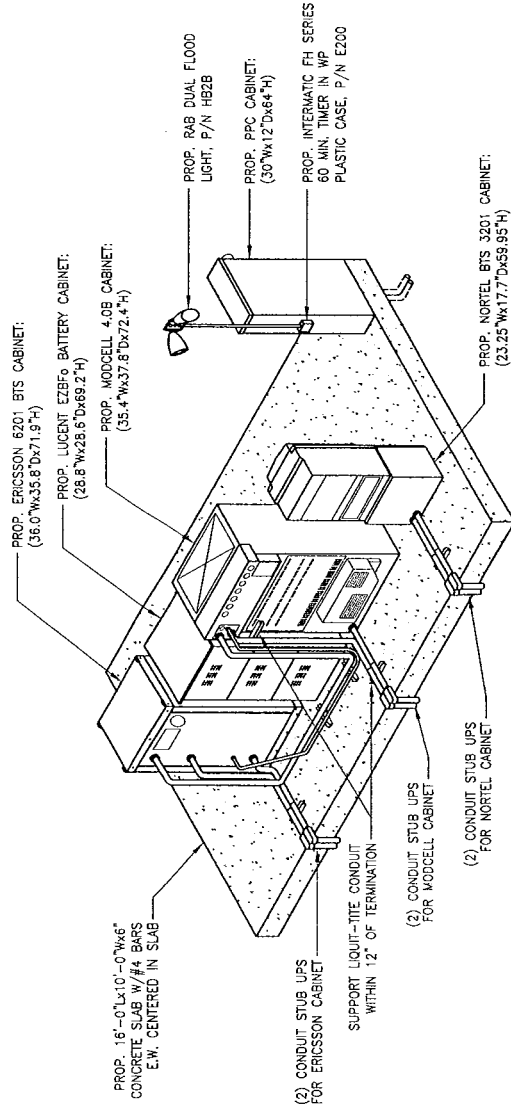 PROP. ERICSSON 6201 BTS CABINET:
(36.0"Wx35.8"Dx71.9"H)
PROP. LUCENT EZBFo BATTERY CABINET:
(28.8"Wx28.6"Dx69.2"H)
PROP. MODCELL 4.0B CABINET:
(35.4"Wx37.8"Dx72.4"H)
PROP. RAB DUAL FLOOD
LIGHT, P/N HB2B
PROP. PPC CABINET:
(30"Wx12"Dx64"H)
PROP. INTERMATIC FH SERIES
60 MIN. TIMER IN WP
PLASTIC CASE, P/N E200
PROP. NORTEL BTS 3201 CABINET:
(23.25"Wx17.7"Dx59.95"H)
PROP. 16'-0"Lx10'-0"Wx6"
CONCRETE SLAB W/#4 BARS
E.W. CENTERED IN SLAB
(2) CONDUIT STUB UPS
FOR ERICSSON CABINET
SUPPORT LIQUIT-TITE CONDUIT
WITHIN 12" OF TERMINATION
(2) CONDUIT STUB UPS
FOR MODCELL CABINET
(2) CONDUIT STUB UPS
FOR NORTEL CABINET